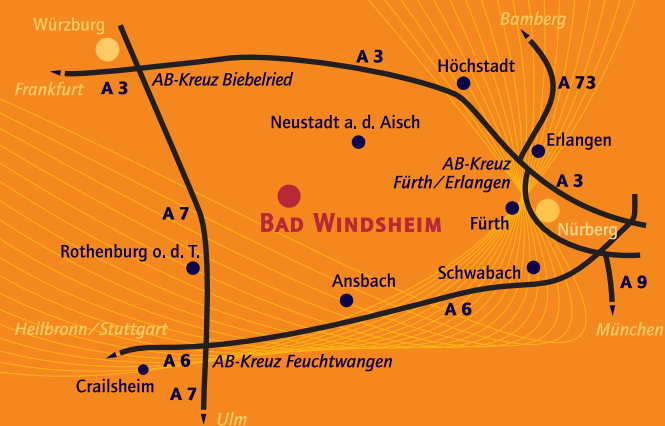 Bamberg
Würzburg
A 3
Höchstadt
AB-Kreuz Biebelried
A 73
Frankfurt
A 3
Neustadt a. d. Aisch
Erlangen
AB-Kreuz
Fürth/Erlangen
A 3
A 7
BAD WINDSHEIM
Fürth
Nürberg
Rothenburg o. d. T.
Schwabach
Ansbach
A 9
A 6
Heilbronn/Stuttgart
München
A 6
AB-Kreuz Feuchtwangen
Crailsheim
A 7
Ulm